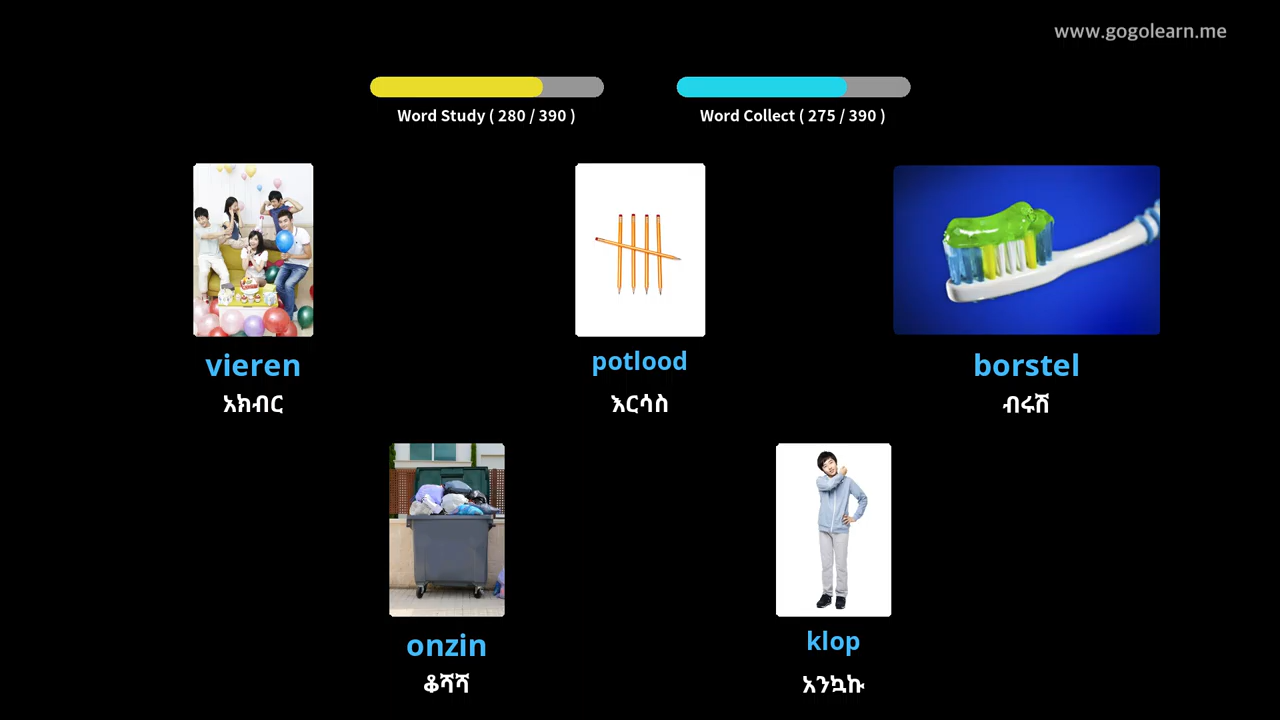 www.gogolearn.me
Word Study ( 280 / 390 )
Word Collect ( 275 / 390 )
vieren
አክብር
potlood
እርሳስ
borstel
ብሩሽ
onzin
ቆሻሻ
klop
አንኳኩ